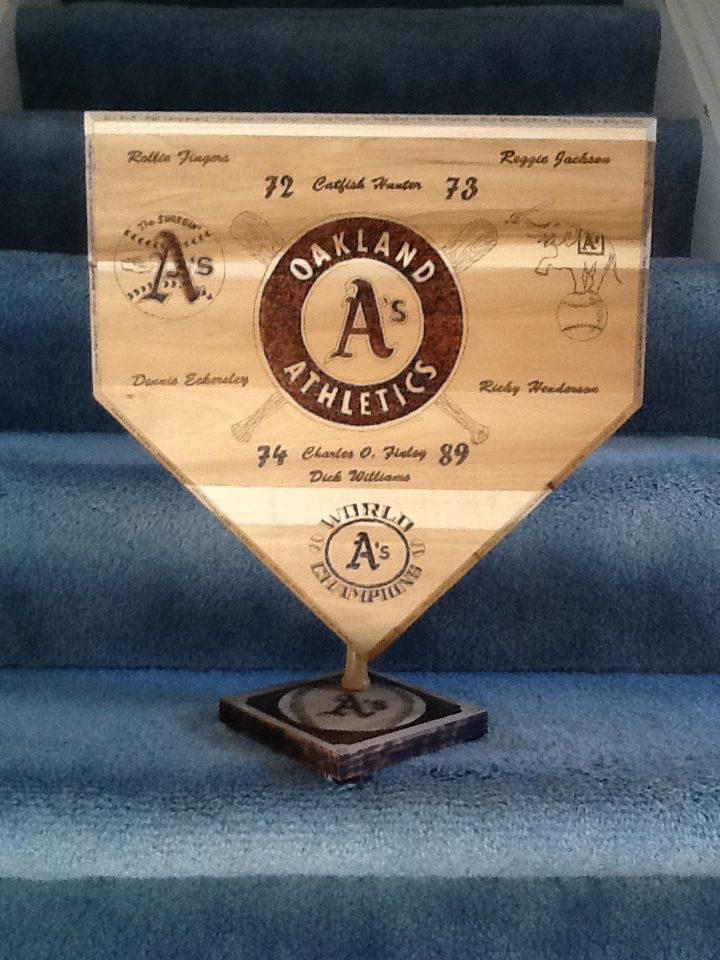 Rollie Fingers
Reggie Jackson
72 Catfish Hunter 73
The SWINGIN'
A's
A's
OAKLAND
A's
ATHLETICS
Dennis Eckersley
Ricky Henderson
74 Charles O. Finley 89
Dick Williams
WORLD
A's
CHAMPIONS
A's